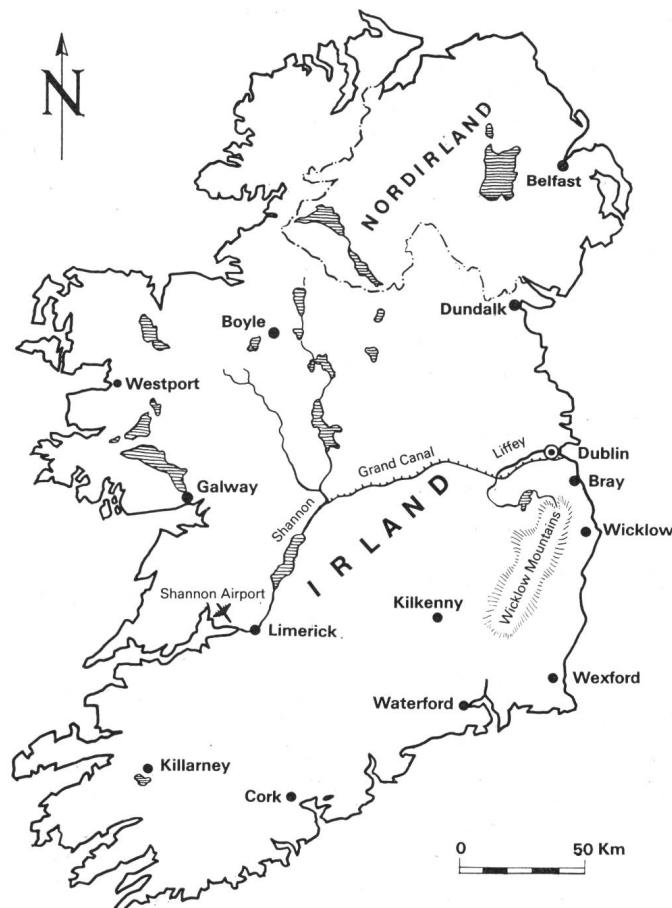 N
NORDIRLAND
Belfast
Boyle
Dundalk
Westport
Liffey
Grand Canal
Dublin
Bray
Galway
Shannon
IRLAND
Wicklow
Wicklow Mountains
Shannon Airport
Kilkenny
Limerick
Wexford
Waterford
Killarney
Cork
0 50 Km